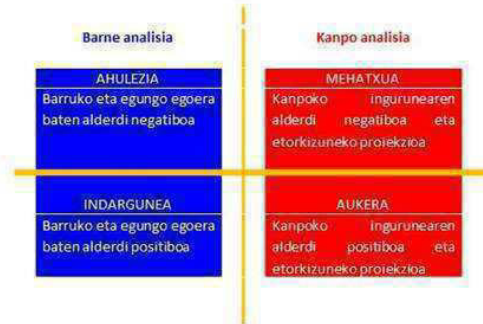 Barne analisia
Kanpo analisia
AHULEZIA
Barruko eta egungo egoera
baten alderdi negatiboa
MEHATXUA
Kanpoko ingurunearen
alderdi negatiboa eta
etorkizuneko proiekzioa
INDARGUNEA
Barruko eta egungo egoera
baten alderdi positiboa
AUKERA
Kanpoko ingurunearen
alderdi positiboa eta
etorkizuneko proiekzioa